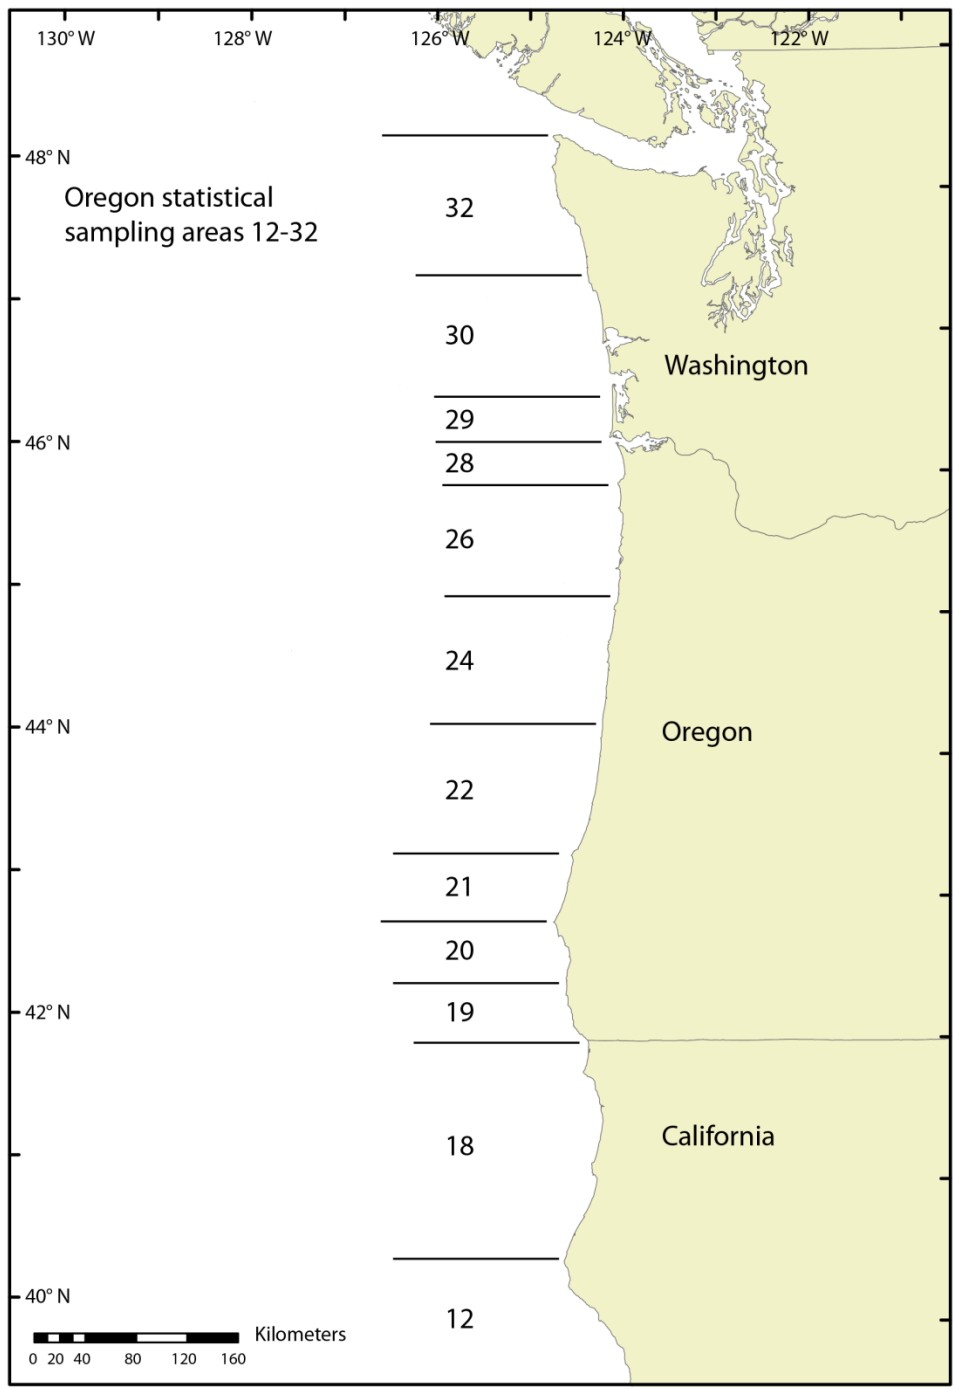 130° W
128° W
126° W
124° W
122° W
48° N
Oregon statistical
sampling areas 12-32
32
30
Washington
29
46° N
28
26
24
44° N
Oregon
22
21
20
42° N
19
California
18
40° N
12
Kilometers
0 20 40 80 120 160